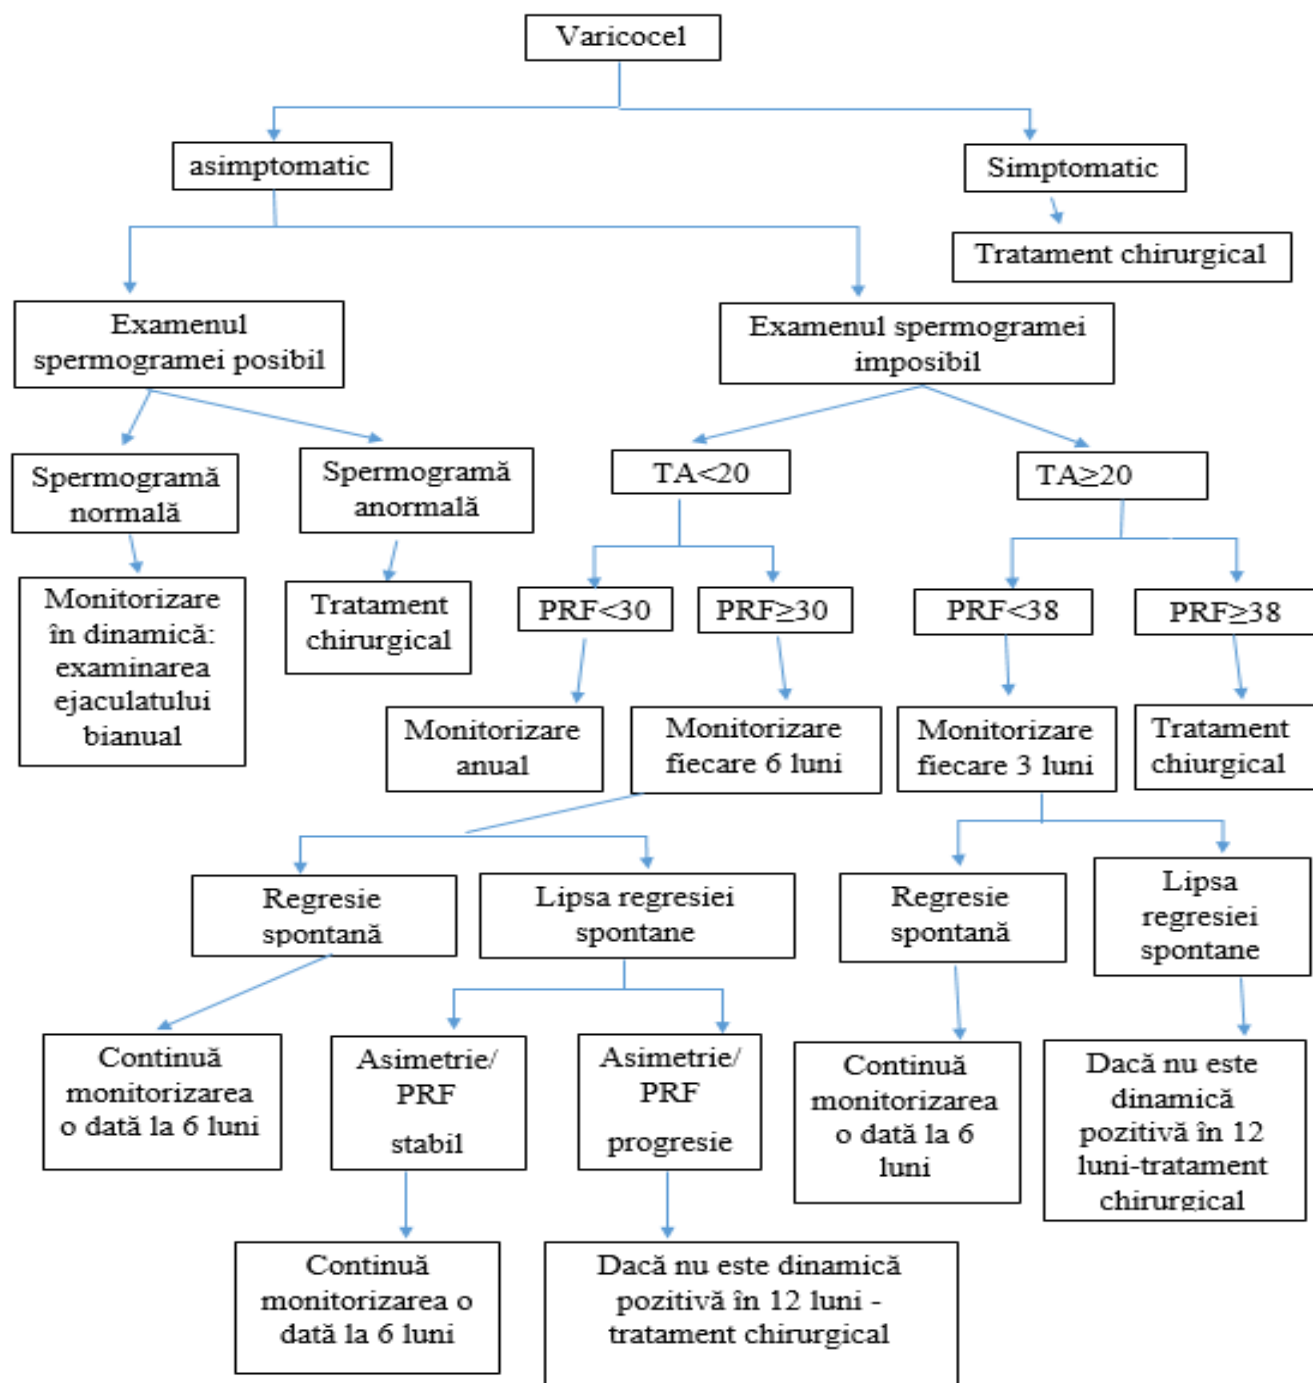 Varicocel
asimptomatic
Simptomatic
Tratament chirurgical
Examenul
spermogramei posibil
Examenul spermogramei
imposibil
Spermogramă
normală
Spermogramă
anormală
TA<20
TA≥20
Monitorizare
în dinamică:
examinarea
ejaculatului
bianual
Tratament
chirurgical
PRF<30
PRF≥30
PRF<38
PRF≥38
Monitorizare
anual
Monitorizare
fiecare 6 luni
Monitorizare
fiecare 3 luni
Tratament
chiurgical
Regresie
spontană
Lipsa regresiei
spontane
Regresie
spontană
Lipsa
regresiei
spontane
Continuă
monitorizarea
o dată la 6 luni
Asimetrie/
PRF
stabil
Asimetrie/
PRF
progresie
Continuă
monitorizarea
o dată la 6
luni
Dacă nu este
dinamică
pozitivă în 12
luni-tratament
chirurgical
Continuă
monitorizarea o
dată la 6 luni
Dacă nu este dinamică
pozitivă în 12 luni -
tratament chirurgical